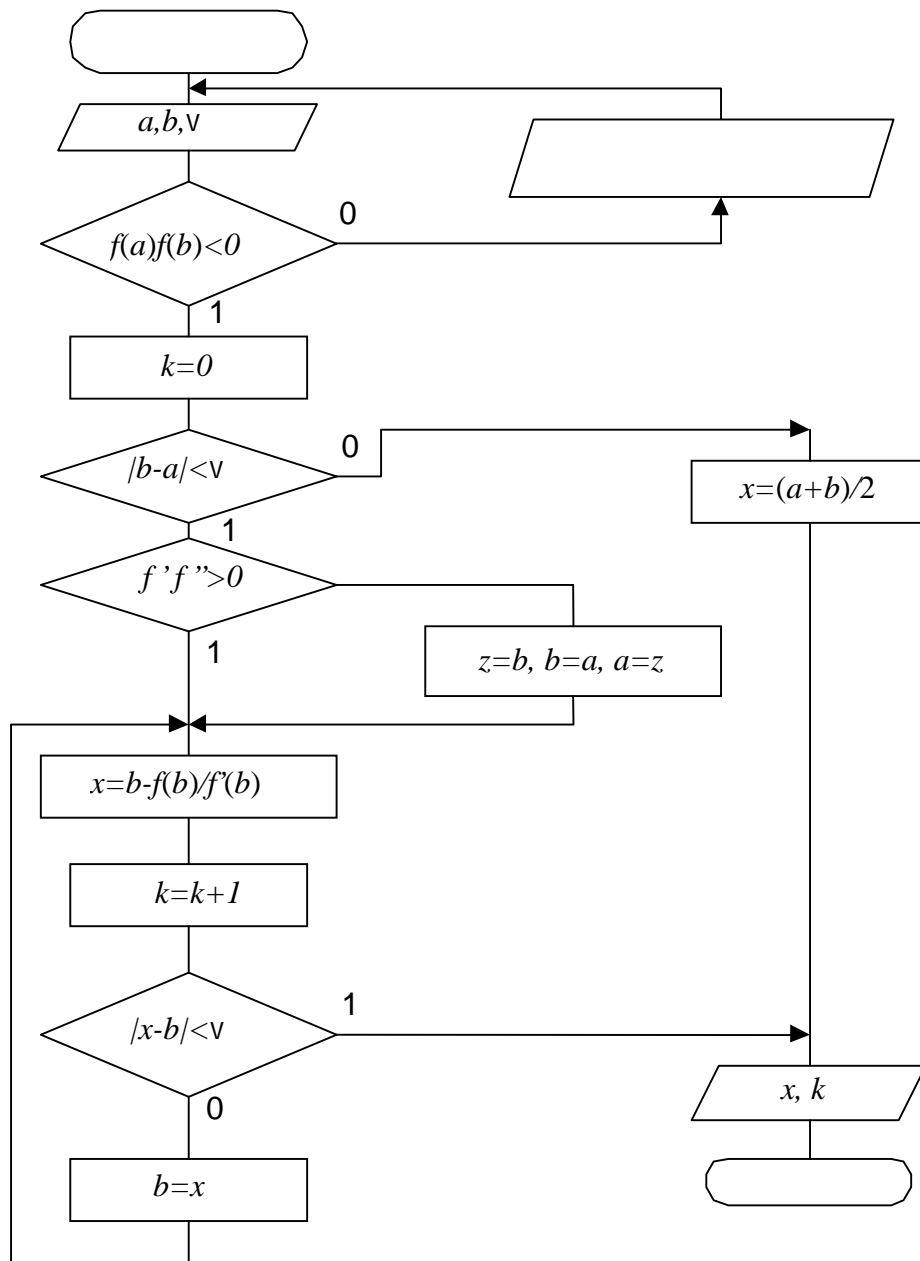 a,b,V
0
f(a)f(b)<0
1
k=0
0
|b-a|<V
x=(a+b)/2
1
f ’ f ”>0
1
z=b, b=a, a=z
x=b-f(b)/f'(b)
k=k+1
1
|x-b|<V
x, k
0
b=x